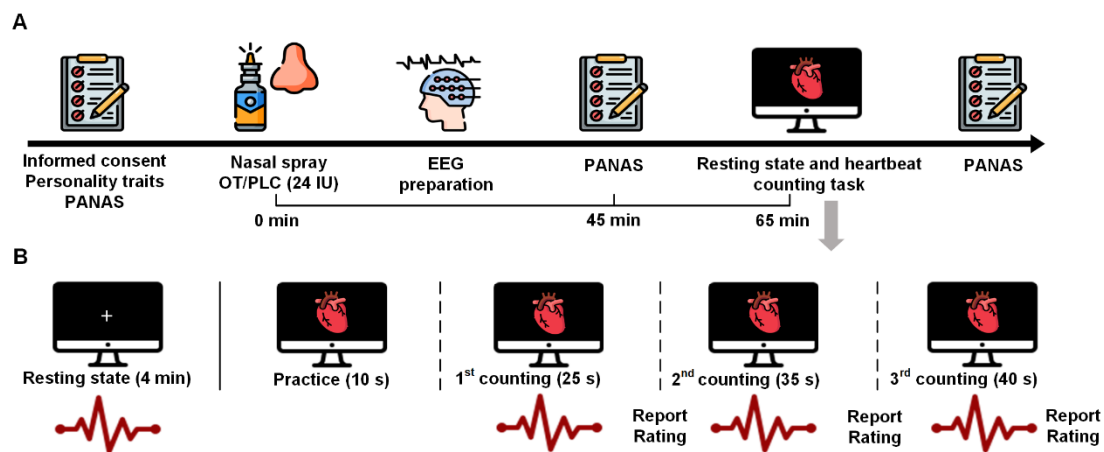 A
Informed consent
Personality traits
PANAS
Nasal spray
OT/PLC (24 IU)
EEG
preparation
PANAS
Resting state and heartbeat
counting task
PANAS
0 min
45 min
65 min
B
Resting state (4 min)
Practice (10 s)
1st counting (25 s)
2nd counting (35 s)
3rd counting (40 s)
Report
Rating
Report
Rating
Report
Rating